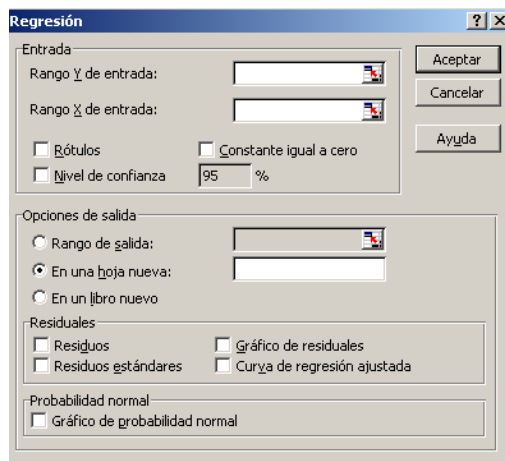 Regresión
Entrada
Rango Y de entrada:
Rango X de entrada:
Rótulos
Constante igual a cero
Nivel de confianza
95 %
Aceptar
Cancelar
Ayuda
Opciones de salida
Rango de salida:
En una hoja nueva:
En un libro nuevo
Residuales
Residuos
Gráfico de residuales
Residuos estándares
Curva de regresión ajustada
Probabilidad normal
Gráfico de probabilidad normal